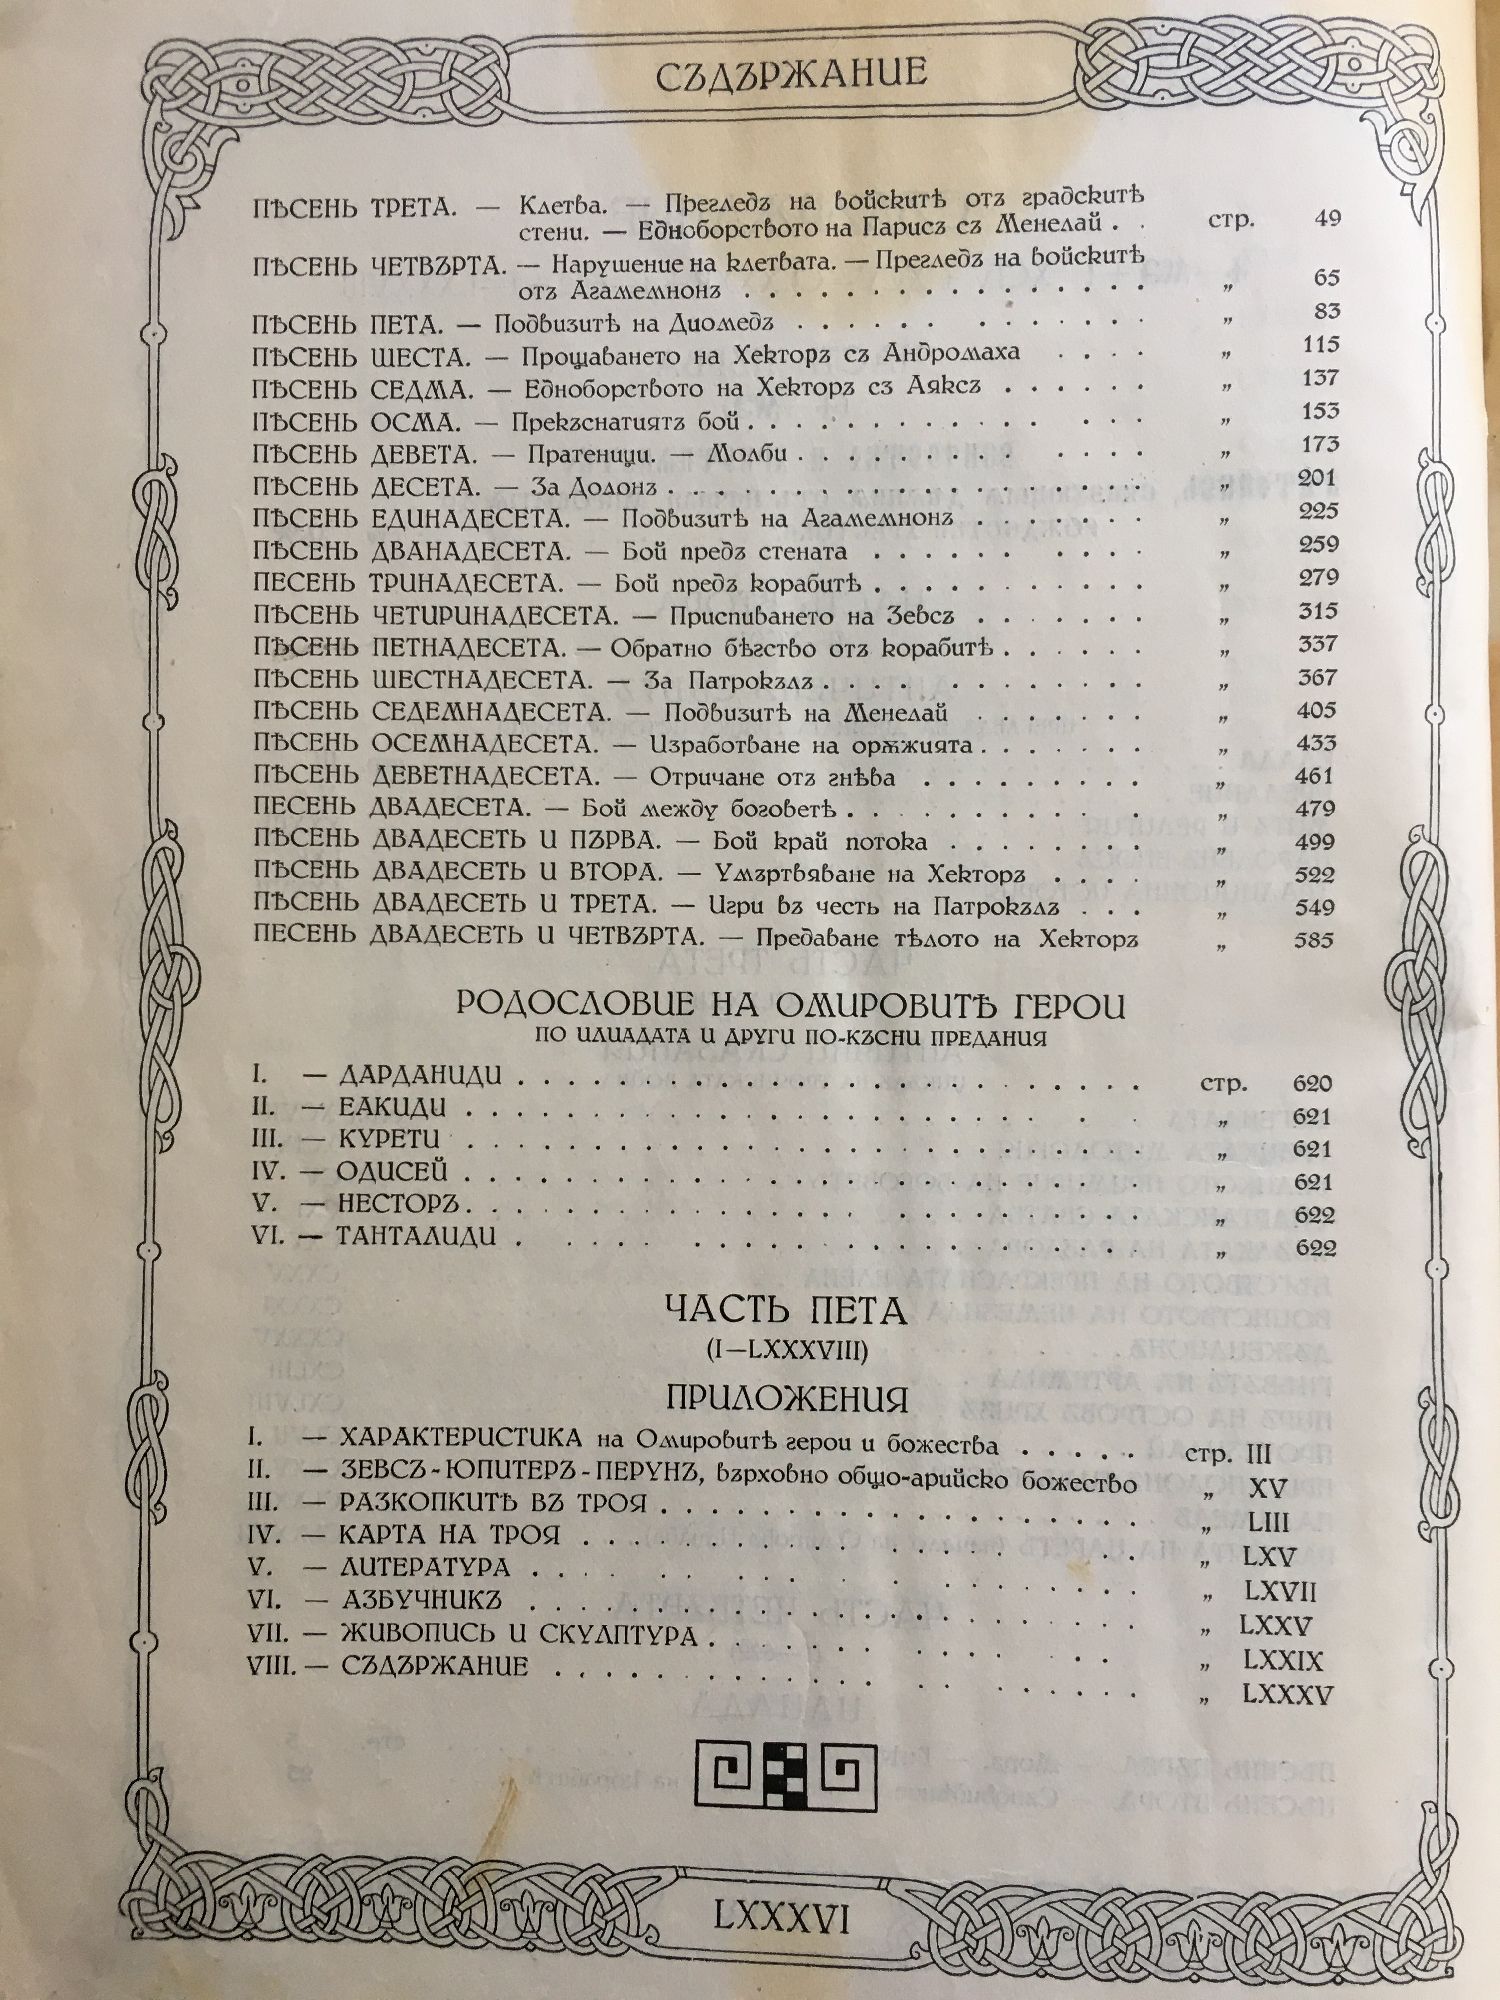 СЪДЪРЖАНИЕ
ПѢСЕНЬ ТРЕТА. — Клетва. — Прегледъ на войскитѣ отъ градскитѣ
стени. — Единоборството на Парисъ съ Менелай . . стр. 49
ПѢСЕНЬ ЧЕТВЪРТА. — Нарушение на клетвата. — Прегледъ на войскитѣ
отъ Агамемнонъ . . . . . . . . . . . . . . . „ 65
ПѢСЕНЬ ПЕТА. — Подвизитѣ на Диомедъ . . . . . . . . . . . . . „ 83
ПѢСЕНЬ ШЕСТА. — Прощаването на Хекторъ съ Андромаха . . . . „ 115
ПѢСЕНЬ СЕДМА. — Едноборството на Хекторъ съ Аяксъ . . . . . . „ 137
ПѢСЕНЬ ОСМА. — Прекъснатиятъ бой . . . . . . . . . . . . . . „ 153
ПѢСЕНЬ ДЕВЕТА. — Пратеници. — Молби . . . . . . . . . . . . „ 173
ПѢСЕНЬ ДЕСЕТА. — За Долонъ . . . . . . . . . . . . . . . . . „ 201
ПѢСЕНЬ ЕДИНАДЕСЕТА. — Подвизитѣ на Агамемнонъ . . . . . . . „ 225
ПѢСЕНЬ ДВАНАДЕСЕТА. — Бой предъ стената . . . . . . . . . . „ 259
ПЕСЕНЬ ТРИНАДЕСЕТА. — Бой предъ корабитѣ . . . . . . . . . . . „ 279
ПѢСЕНЬ ЧЕТИРИНАДЕСЕТА. — Приспиването на Зевсъ . . . . . . . „ 315
ПѢСЕНЬ ПЕТНАДЕСЕТА. — Обратно бѣгство отъ корабитѣ . . . . . . „ 337
ПѢСЕНЬ ШЕСТНАДЕСЕТА. — За Патрокълъ . . . . . . . . . . . . . „ 367
ПѢСЕНЬ СЕДЕМНАДЕСЕТА. — Подвизитѣ на Менелай . . . . . . . „ 405
ПѢСЕНЬ ОСЕМНАДЕСЕТА. — Изработване на орѫжията . . . . . . . „ 433
ПѢСЕНЬ ДЕВЕТНАДЕСЕТА. — Отричане отъ гнѣва . . . . . . . . . „ 461
ПЕСЕНЬ ДВАДЕСЕТА. — Бой между боговетѣ . . . . . . . . . . . „ 479
ПѢСЕНЬ ДВАДЕСЕТЬ И ПЪРВА. — Бой край потока . . . . . . . . „ 499
ПѢСЕНЬ ДВАДЕСЕТЬ И ВТОРА. — Умъртвяване на Хекторъ . . . . „ 522
ПѢСЕНЬ ДВАДЕСЕТЬ И ТРЕТА. — Игри въ честь на Патрокълъ . . . „ 549
ПЕСЕНЬ ДВАДЕСЕТЬ И ЧЕТВЪРТА. — Предаване тѣлото на Хекторъ „ 585
РОДОСЛОВИЕ НА ОМИРОВИТѢ ГЕРОИ
ПО ИЛИАДАТА И ДРУГИ ПО-КЪСНИ ПРЕДАНИЯ
I. — ДАРДАНИДИ . . . . . . . . . . . . . . . . . . . . . . . стр. 620
II. — ЕАКИДИ . . . . . . . . . . . . . . . . . . . . . . . „ 621
III. — КУРЕТИ . . . . . . . . . . . . . . . . . . . . . . . „ 621
IV. — ОДИСЕЙ . . . . . . . . . . . . . . . . . . . . . . . „ 621
V. — НЕСТОРЪ . . . . . . . . . . . . . . . . . . . . . . . „ 622
VI. — ТАНТАЛИДИ . . . . . . . . . . . . . . . . . . . . . „ 622
ЧАСТЬ ПЕТА
(I—LXXXVIII)
ПРИЛОЖЕНИЯ
I. — ХАРАКТЕРИСТИКА на Омировитѣ герои и божества . . . . . стр. III
II. — ЗЕВСЪ-ЮПИТЕРЪ-ПЕРУНЪ, върховно общо-арийско божество „ XV
III. — РАЗКОПКИТѢ ВЪ ТРОЯ . . . . . . . . . . . . . . . . . „ LIII
IV. — КАРТА НА ТРОЯ . . . . . . . . . . . . . . . . . . . . „ LXV
V. — ЛИТЕРАТУРА . . . . . . . . . . . . . . . . . . . . . „ LXVII
VI. — АЗБУЧНИКЪ . . . . . . . . . . . . . . . . . . . . . „ LXXV
VII. — ЖИВОПИСЬ И СКУЛПТУРА . . . . . . . . . . . . . . . „ LXXIX
VIII. — СЪДЪРЖАНИЕ . . . . . . . . . . . . . . . . . . . . „ LXXXV
LXXXVI